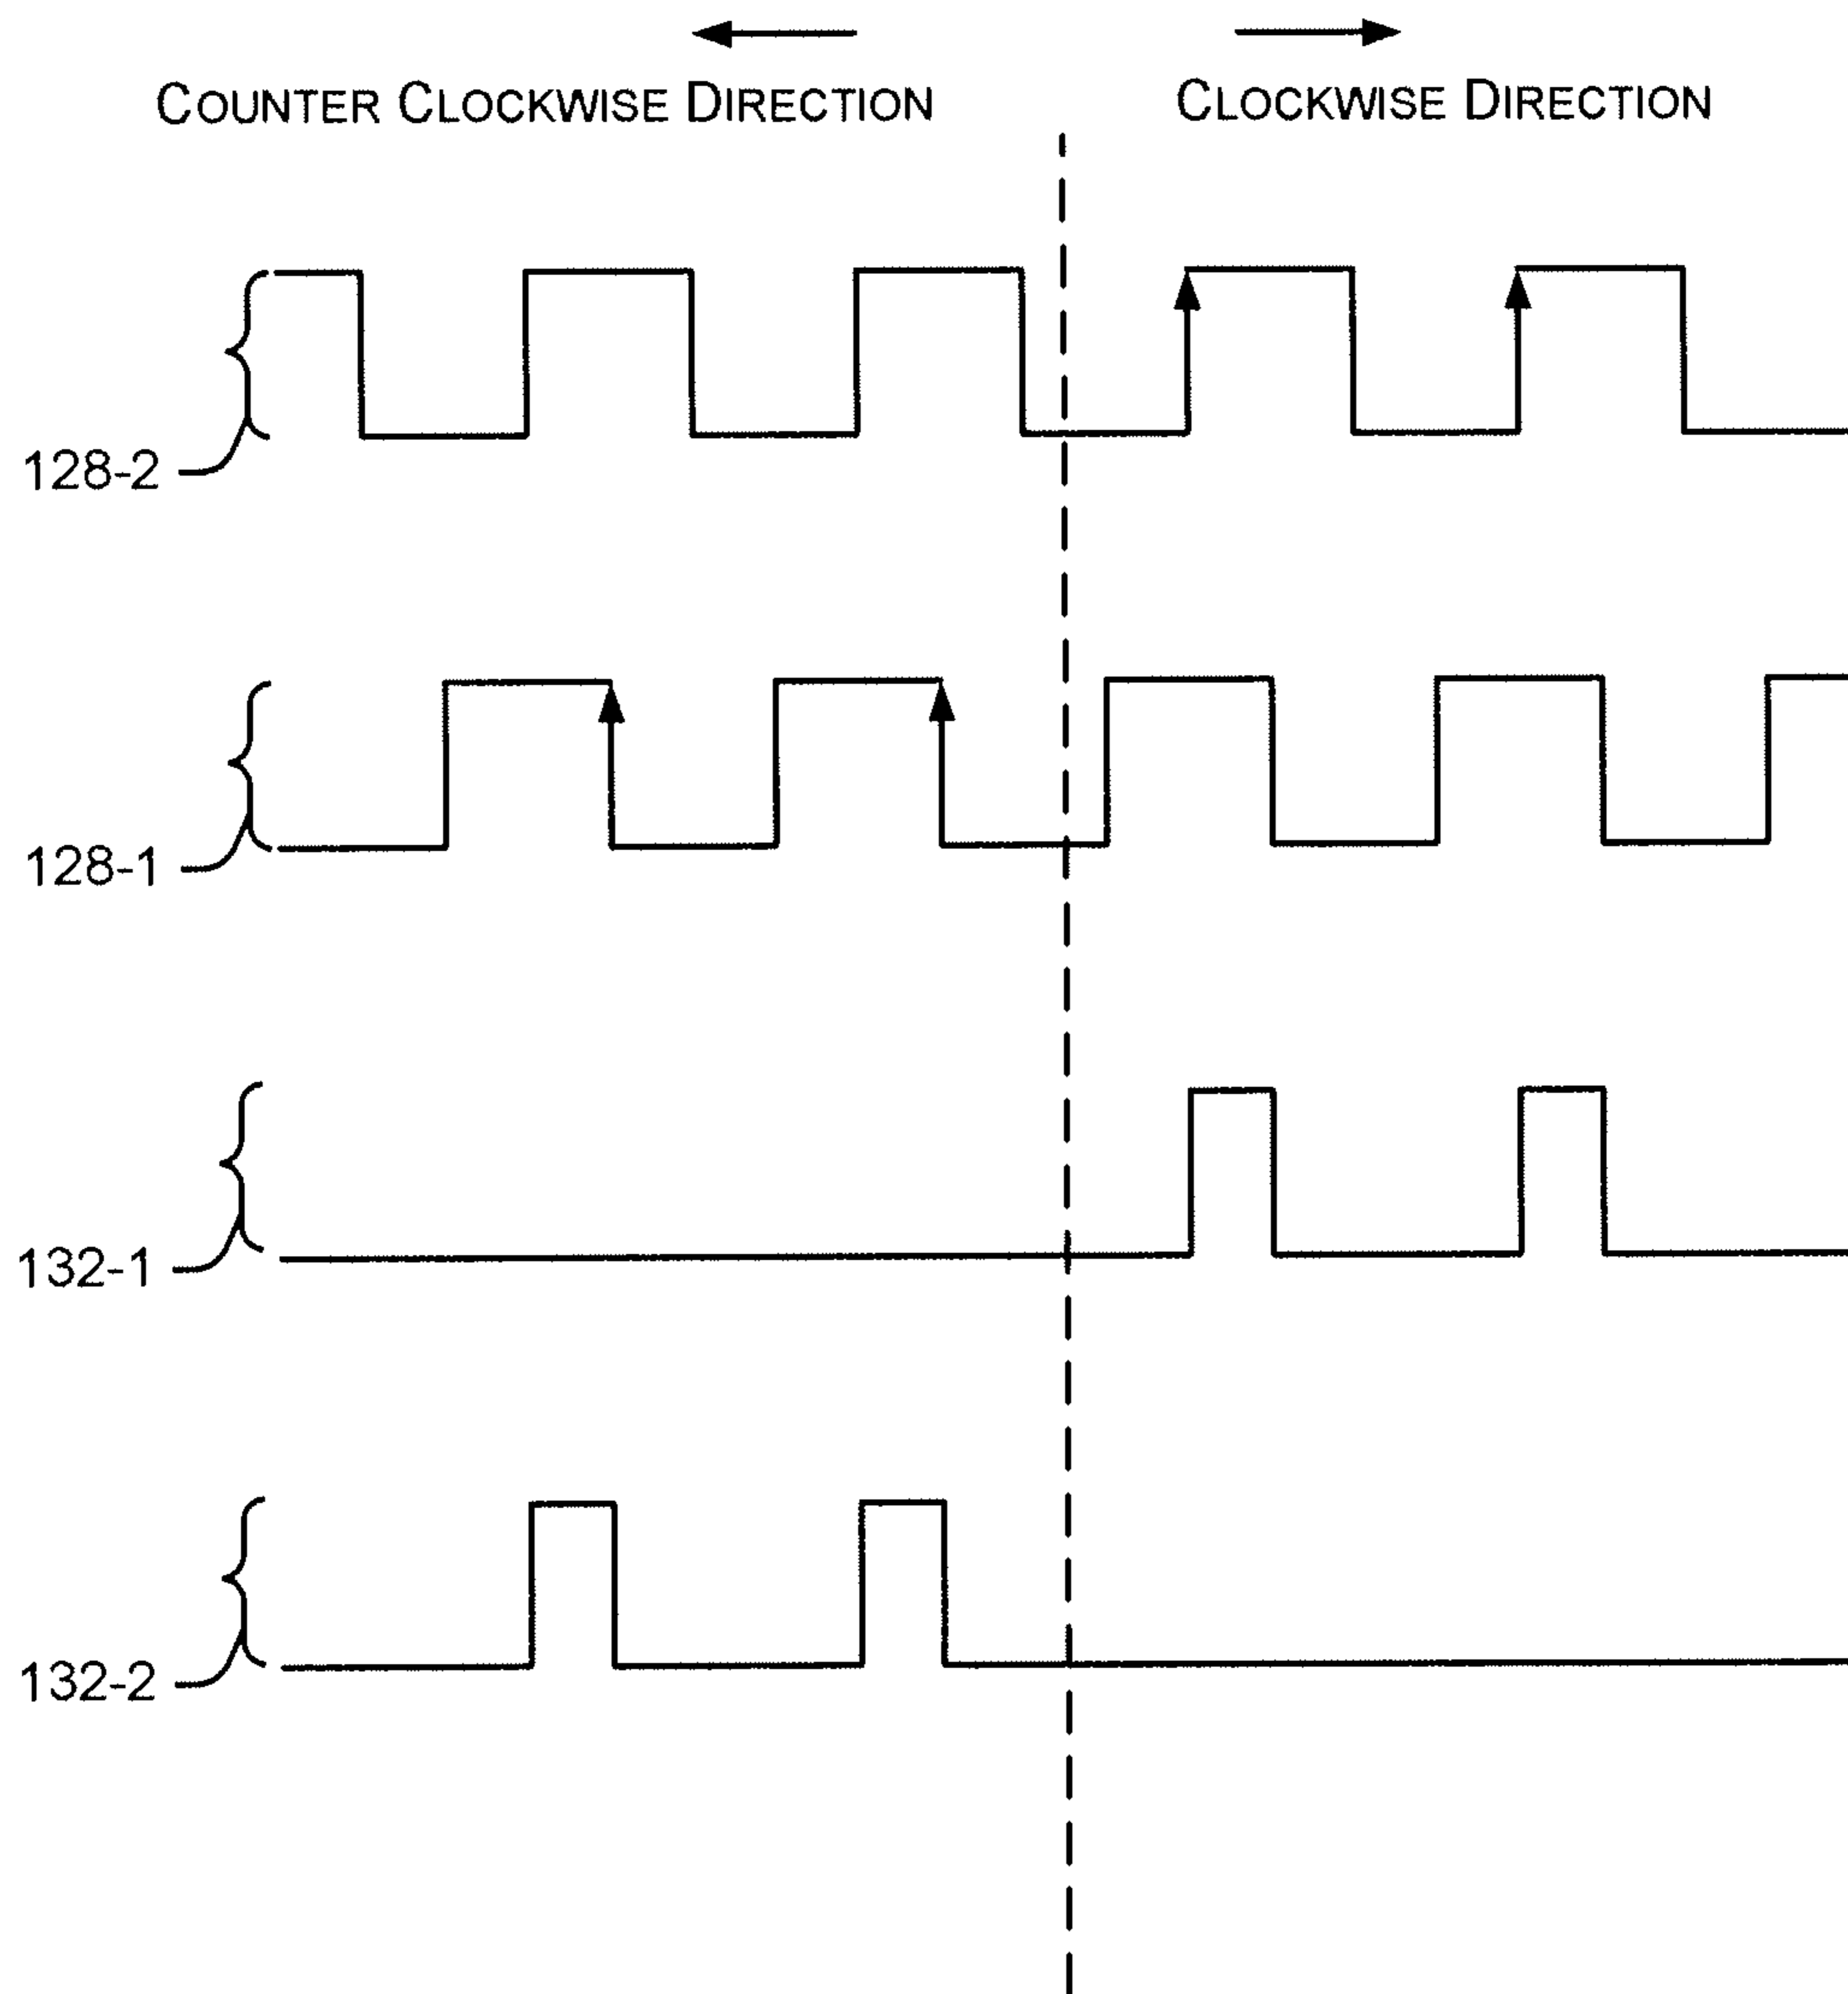 COUNTER CLOCKWISE DIRECTION
CLOCKWISE DIRECTION
128-2
128-1
132-1
132-2